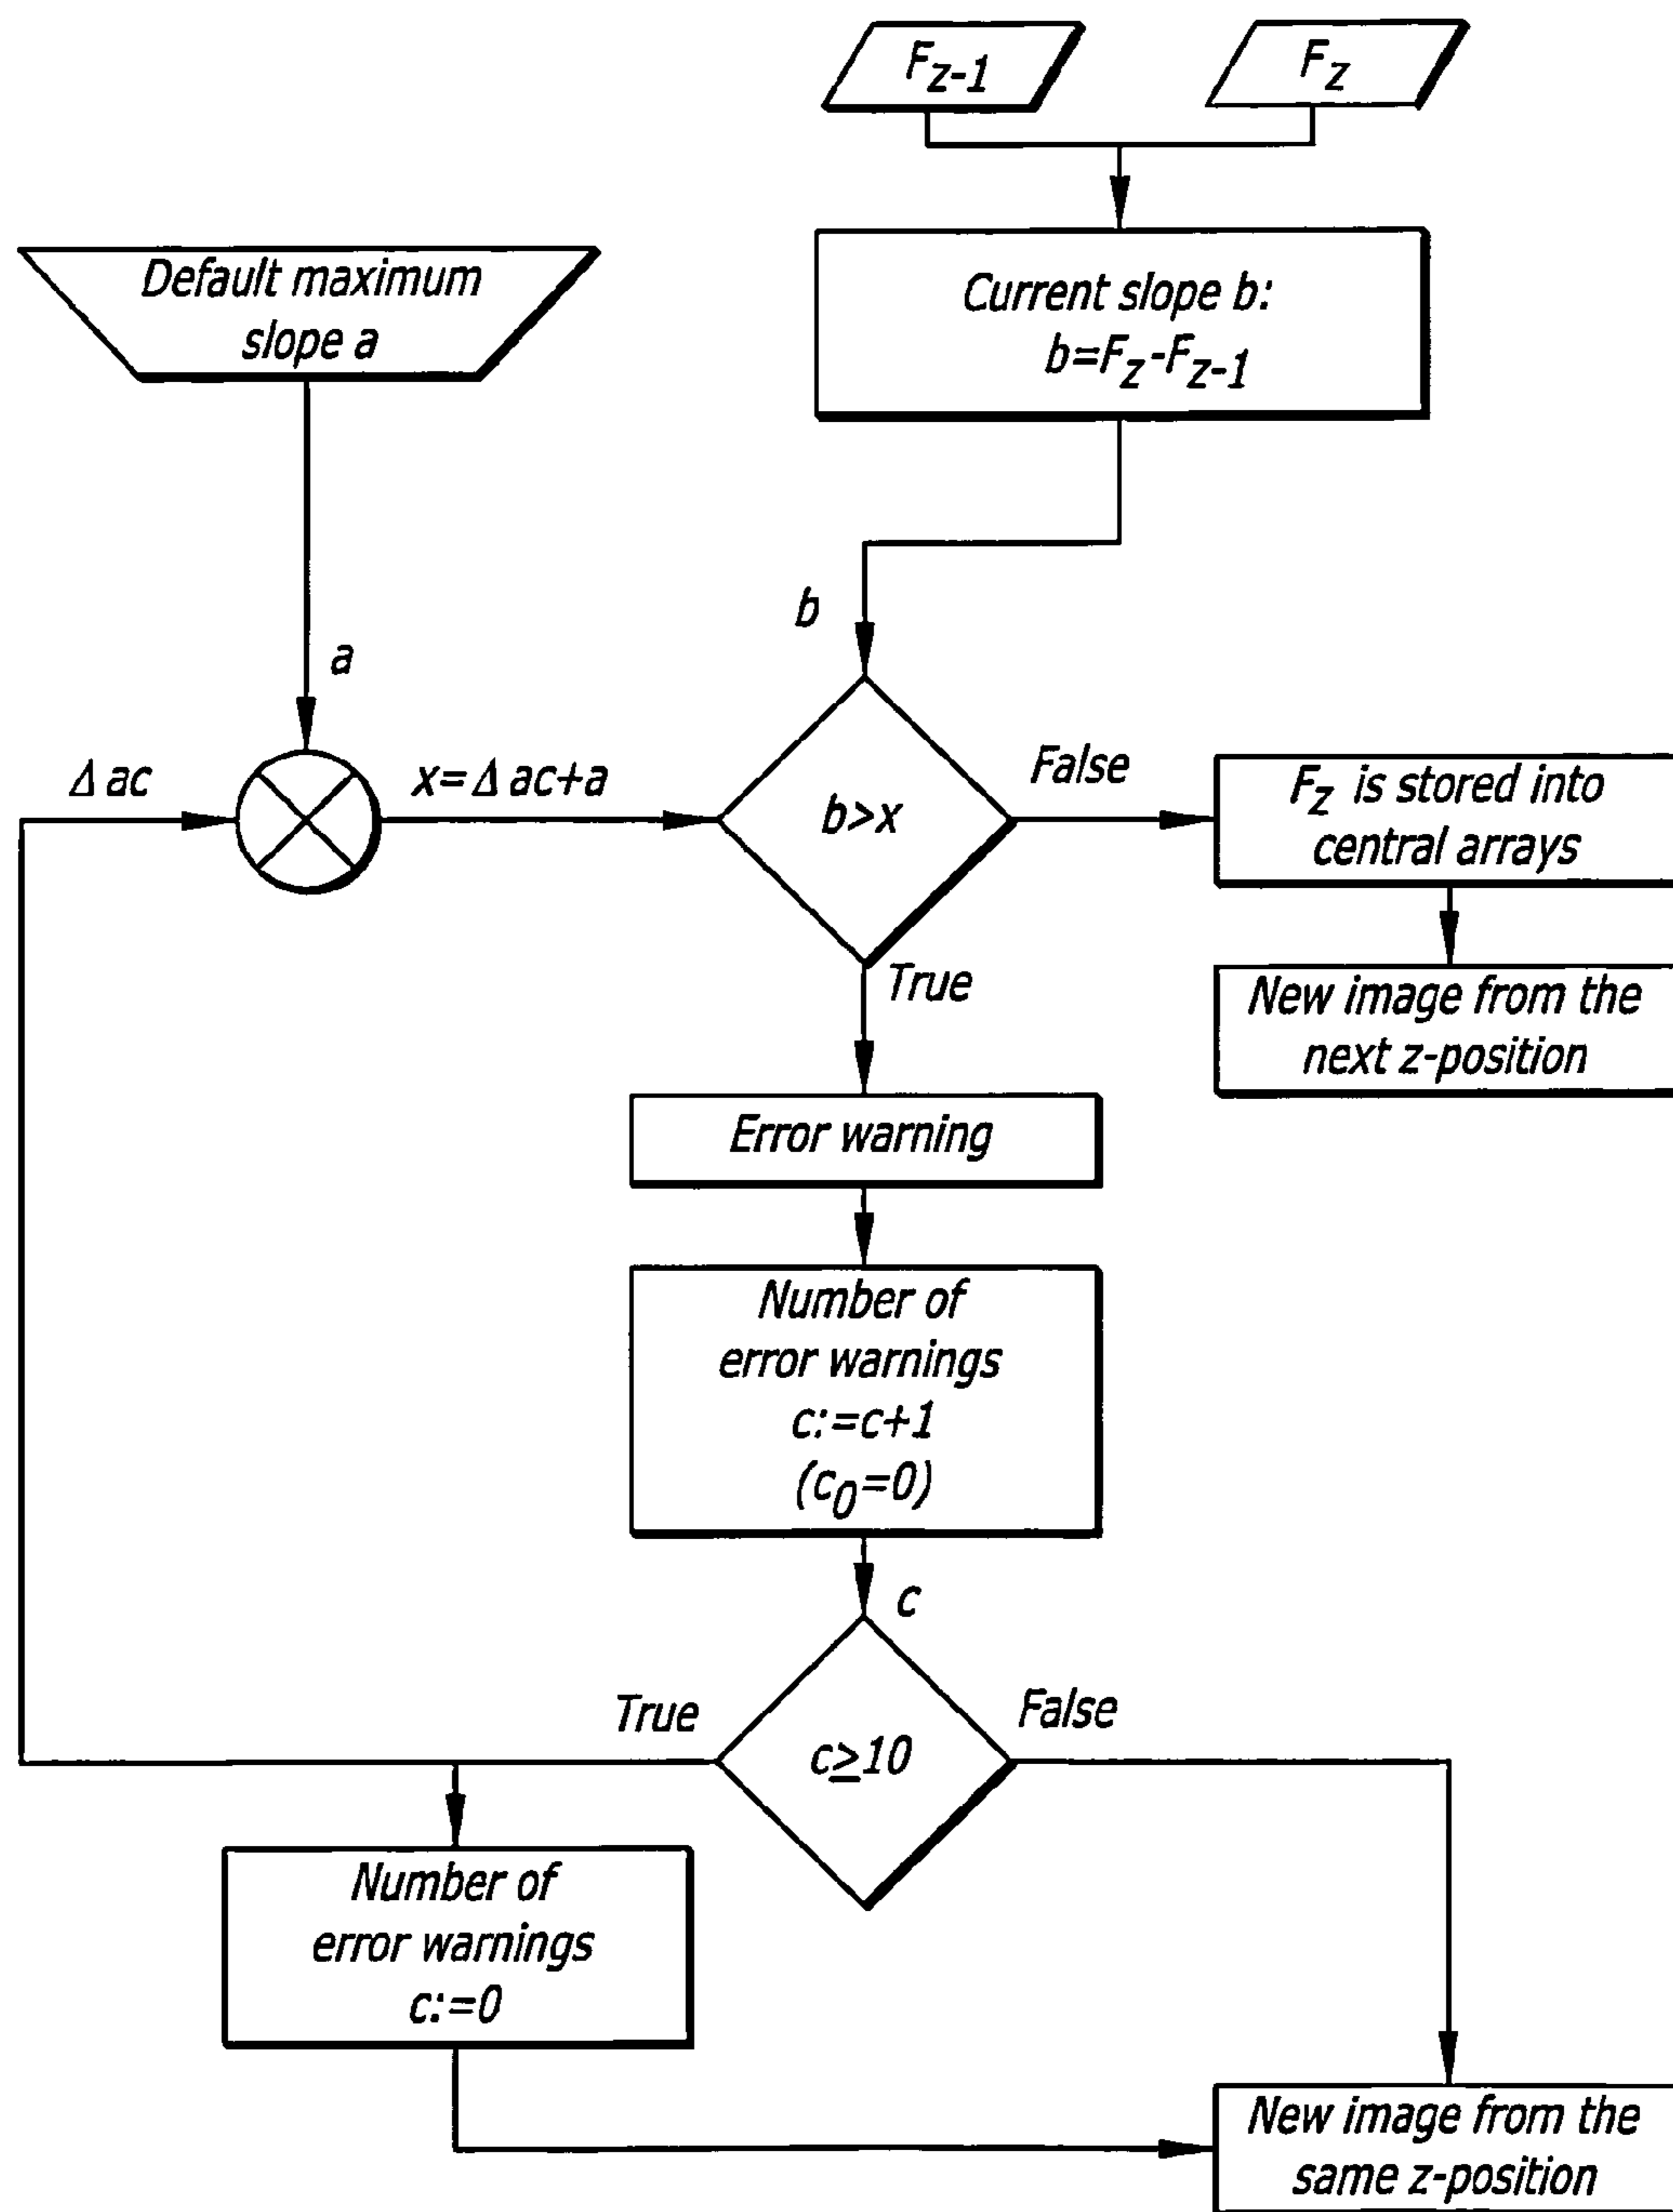 F_z-1
F_z
Default maximum
slope a
Current slope b:
b=F_z-F_z-1
b
a
Δ ac
x=Δ ac+a
b>x
False
F_z is stored into
central arrays
True
New image from the
next z-position
Error warning
Number of
error warnings
c:=c+1
(c_0=0)
c
True
False
c≥10
Number of
error warnings
c:=0
New image from the
same z-position